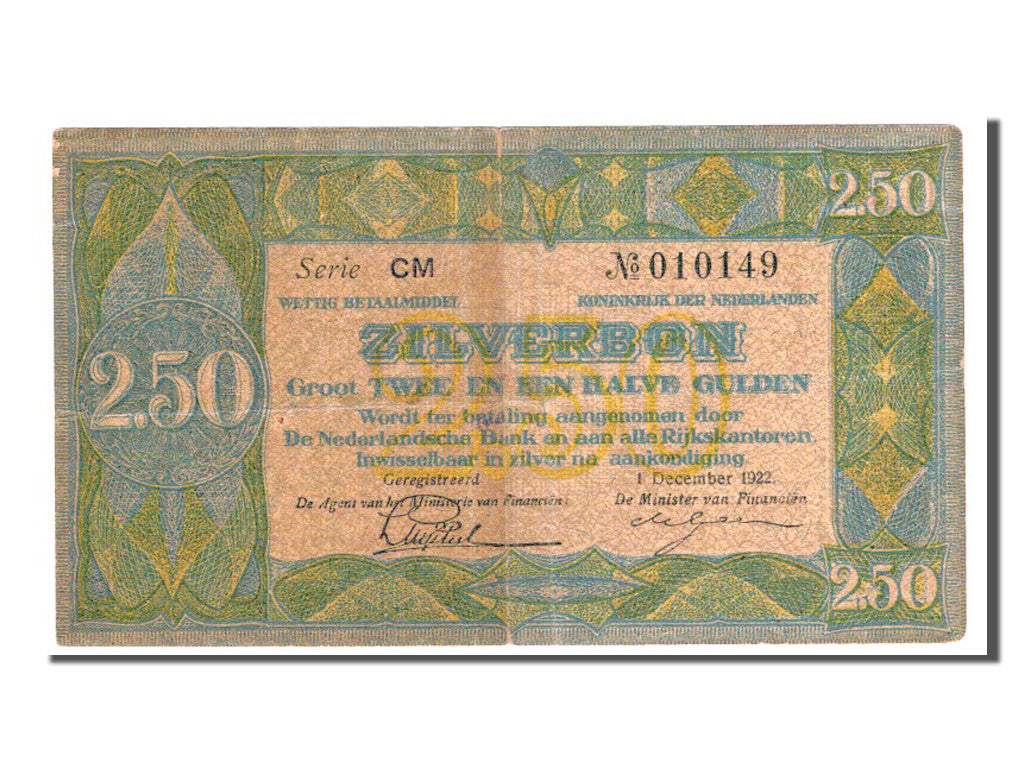 2.50
Serie CM № 010149
WETTIG BETAALMIDDEL KONINKRIJK DER NEDERLANDEN
ZILVERBON
2.50
2.50
Groot TWEE EN EEN HALVE GULDEN
Wordt ter betaling aangenomen door
De Nederlandsche Bank en aan alle Rijkskantoren.
Inwisselbaar in zilver na aankondiging
Geregistreerd 1 December 1922.
De Agent van het Ministerie van Financiën: De Minister van Financiën
2.50